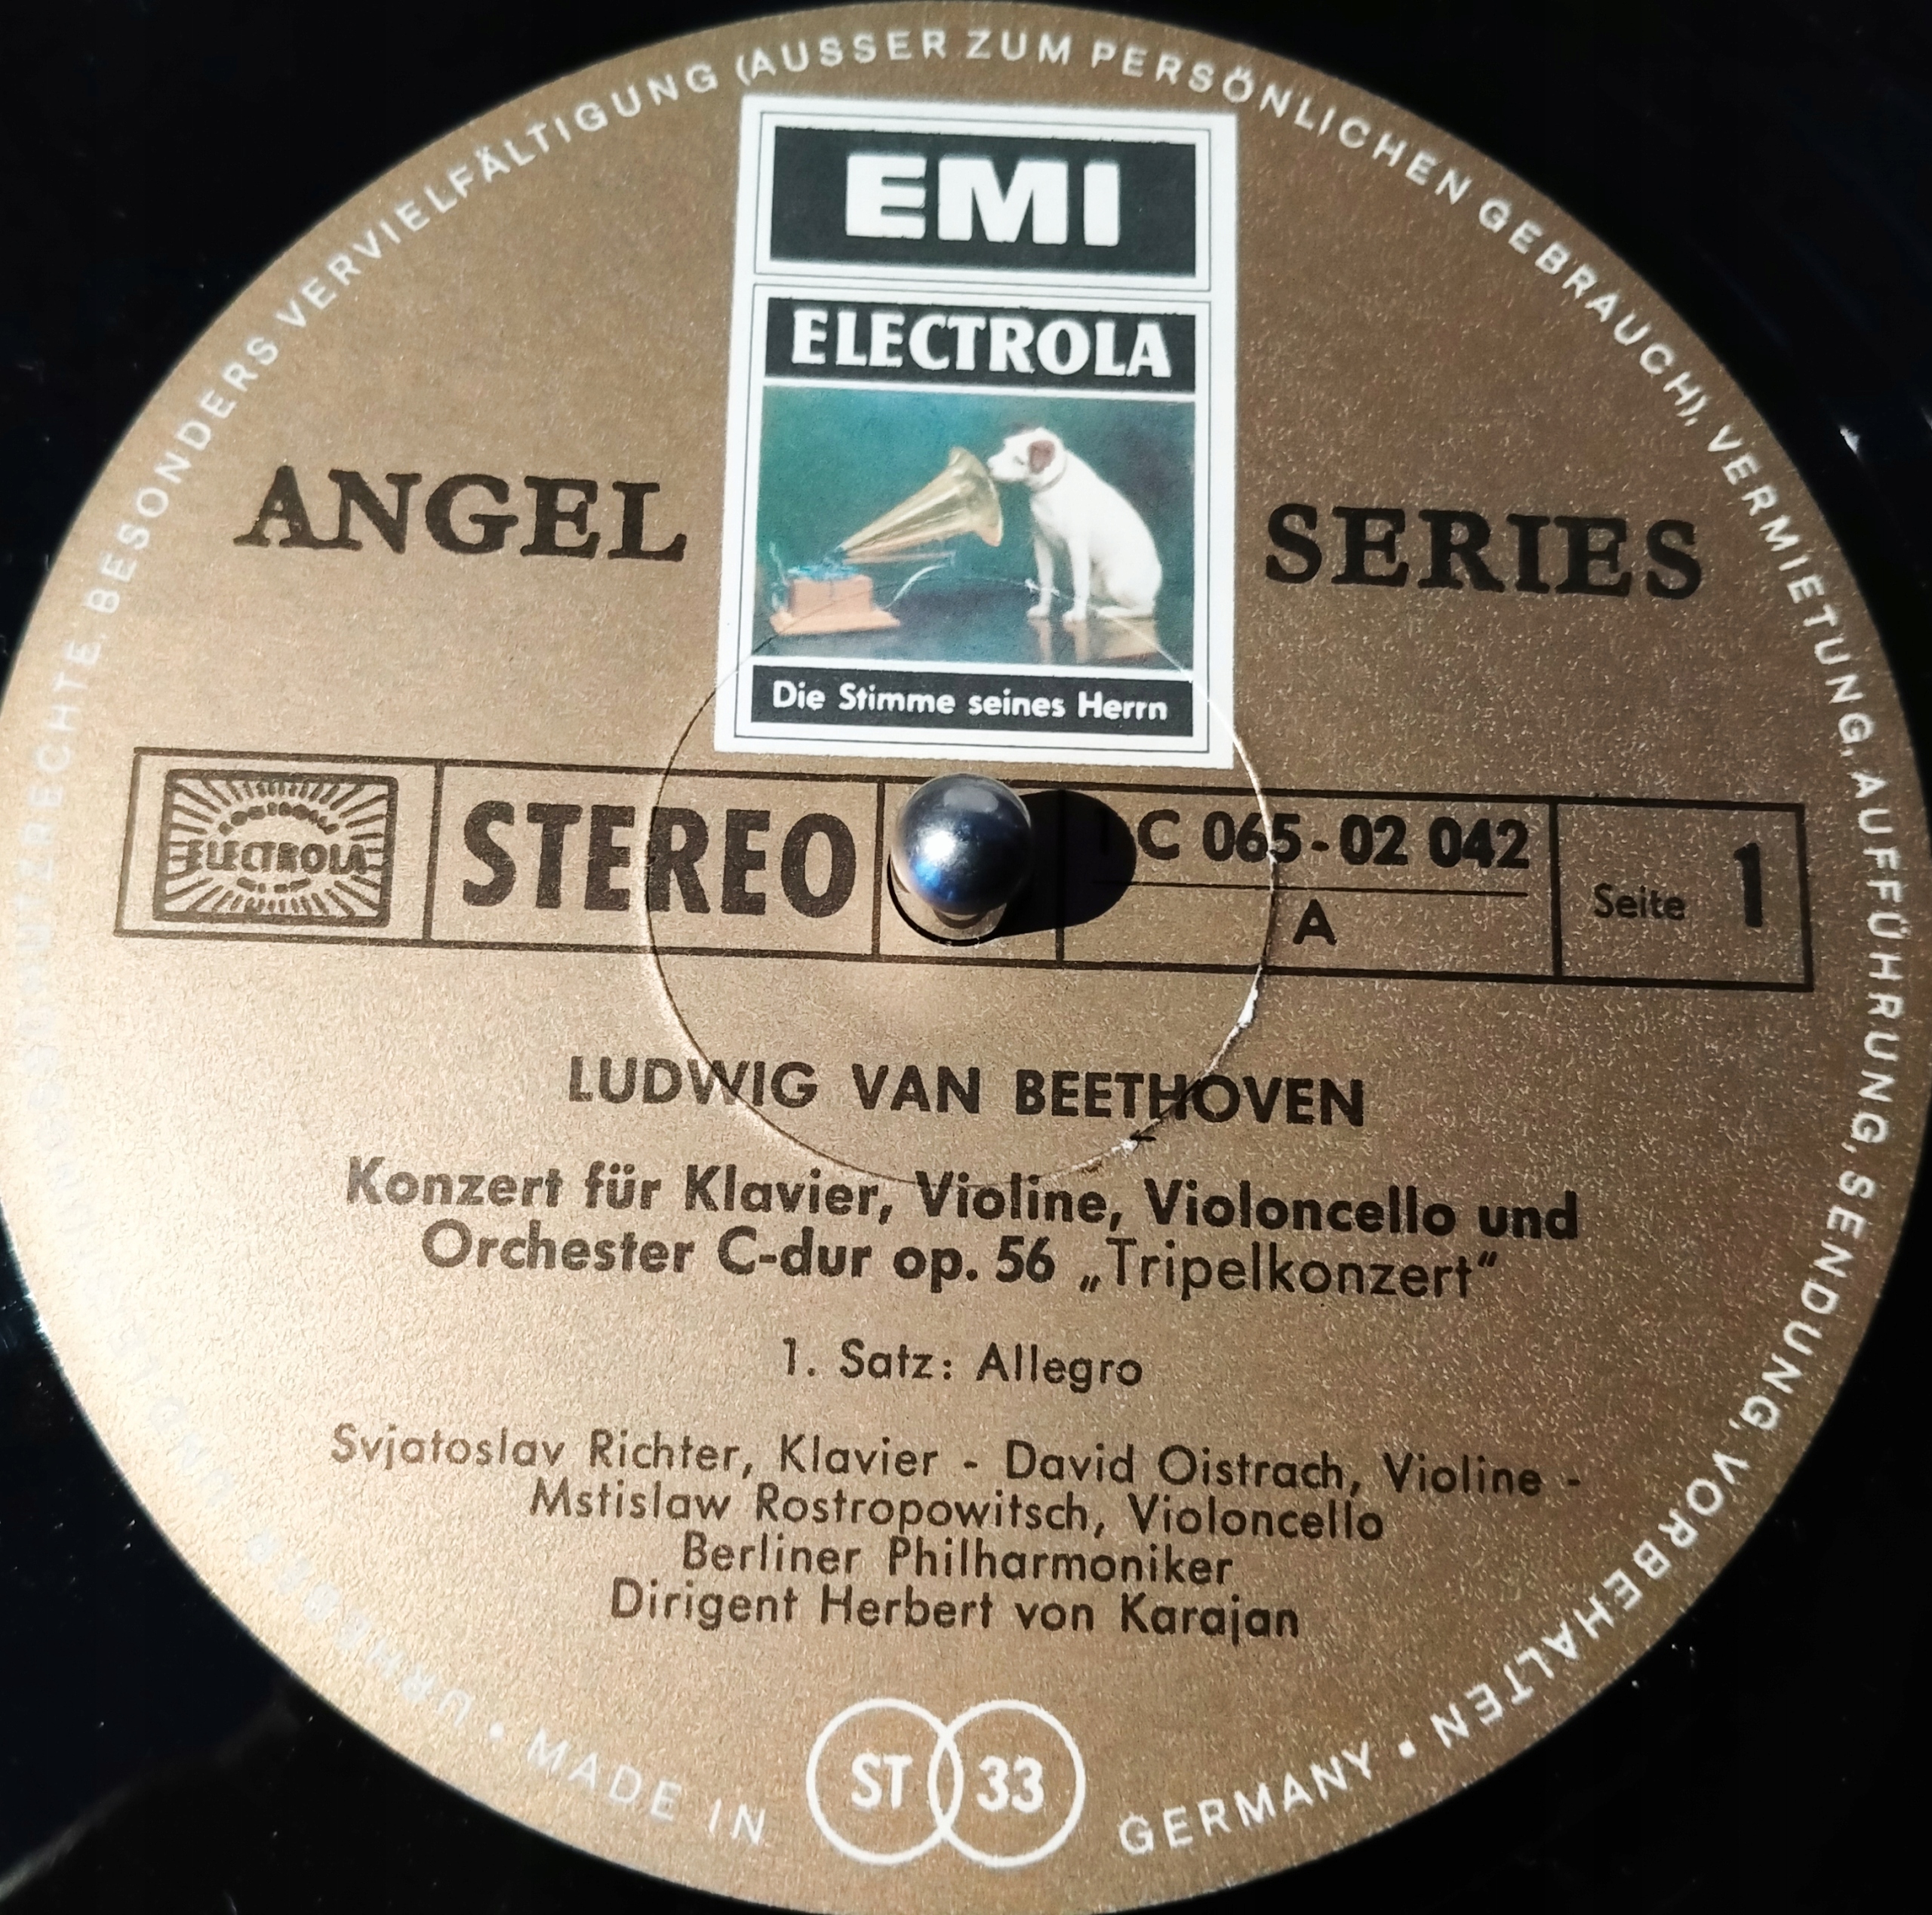 BESONDERS VERVIELFÄLTIGUNG (AUSSER ZUM PERSÖNLICHEN GEBRAUCH), VERMIETUNG, AUFFÜHRUNG, SENDUNG, VORBEHALTEN
EMI
ELECTROLA
ANGEL SERIES
Die Stimme seines Herrn
ELECTROLA
STEREO
C 065-02 042
A
Seite 1
LUDWIG VAN BEETHOVEN
Konzert für Klavier, Violine, Violoncello und
Orchester C-dur op. 56 „Tripelkonzert“
1. Satz: Allegro
Svjatoslav Richter, Klavier - David Oistrach, Violine -
Mstislaw Rostropowitsch, Violoncello
Berliner Philharmoniker
Dirigent Herbert von Karajan
MADE IN
ST 33
GERMANY